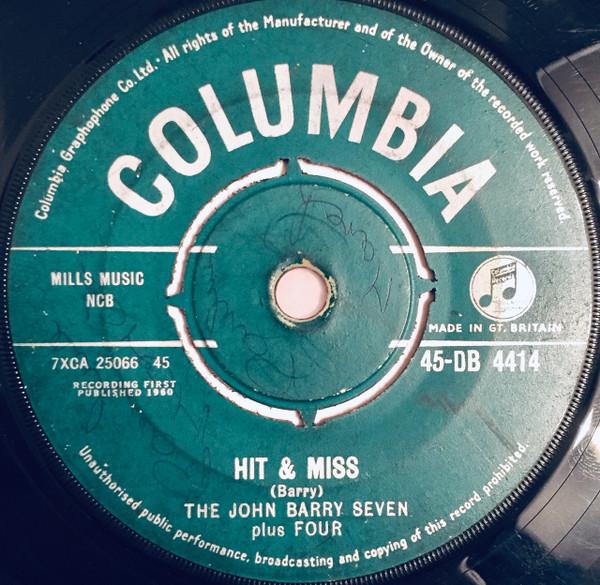 Columbia Graphophone Co. Ltd. · All rights of the Manufacturer and of the Owner of the recorded work reserved.
COLUMBIA
MILLS MUSIC
NCB
MADE IN GT. BRITAIN
7XCA 25066 45
45-DB 4414
RECORDING FIRST
PUBLISHED 1960
HIT & MISS
(Barry)
THE JOHN BARRY SEVEN
plus FOUR
Unauthorised public performance, broadcasting and copying of this record prohibited.